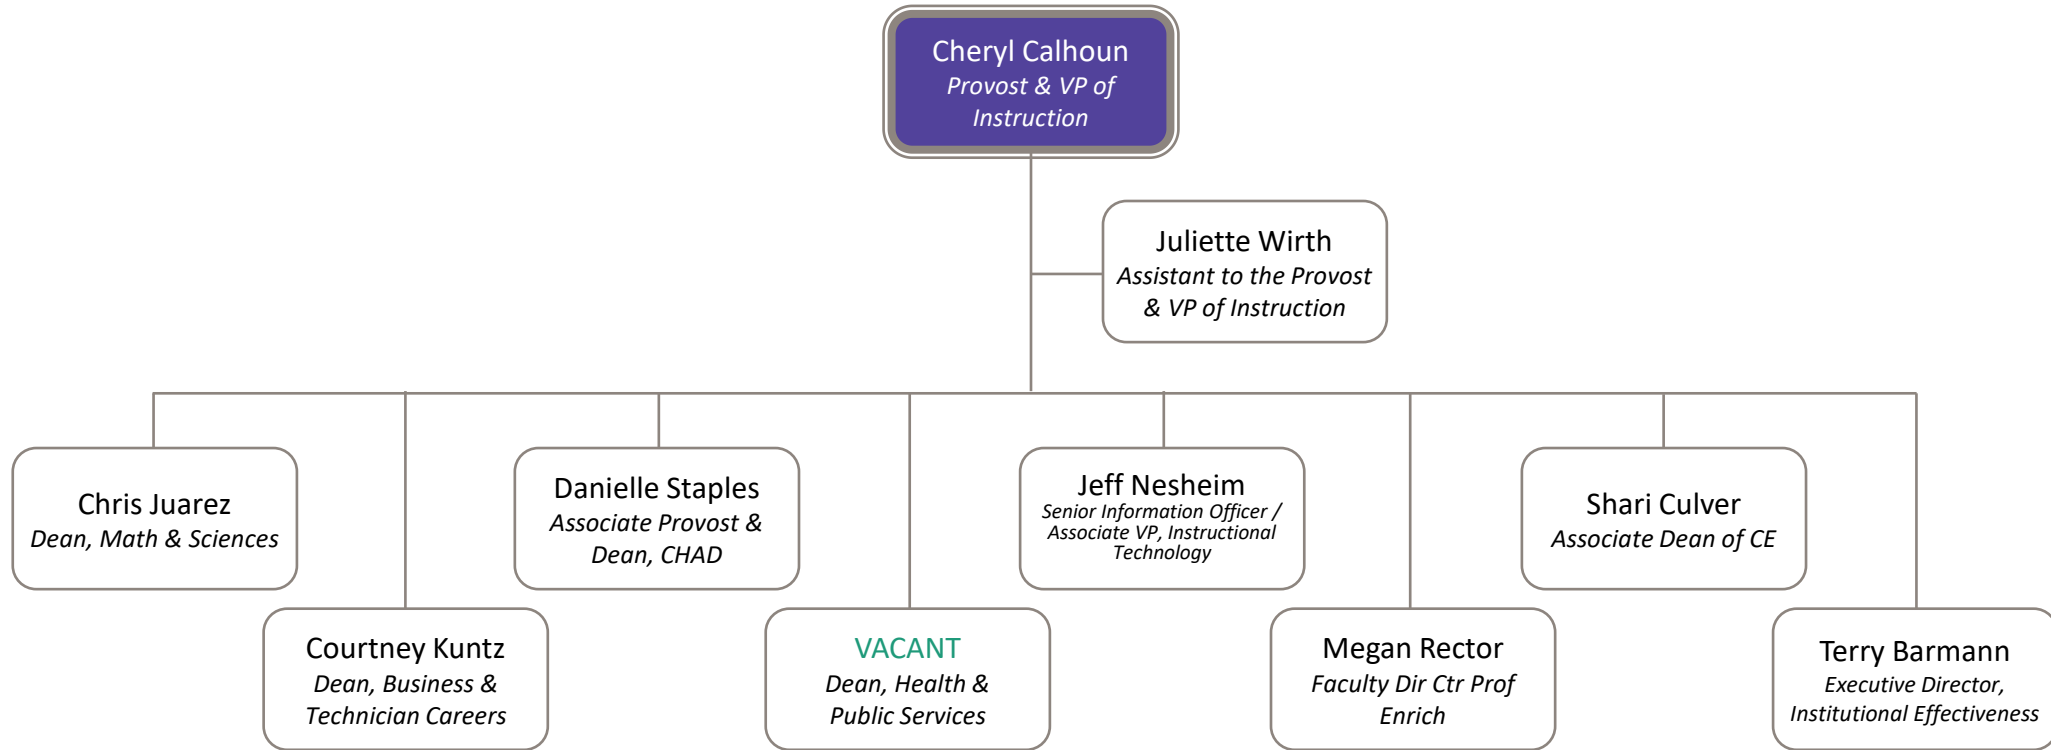 Cheryl Calhoun
Provost & VP of
Instruction
Juliette Wirth
Assistant to the Provost
& VP of Instruction
Chris Juarez
Dean, Math & Sciences
Danielle Staples
Associate Provost &
Dean, CHAD
Jeff Nesheim
Senior Information Officer /
Associate VP, Instructional
Technology
Shari Culver
Associate Dean of CE
Courtney Kuntz
Dean, Business &
Technician Careers
VACANT
Dean, Health &
Public Services
Megan Rector
Faculty Dir Ctr Prof
Enrich
Terry Barmann
Executive Director,
Institutional Effectiveness